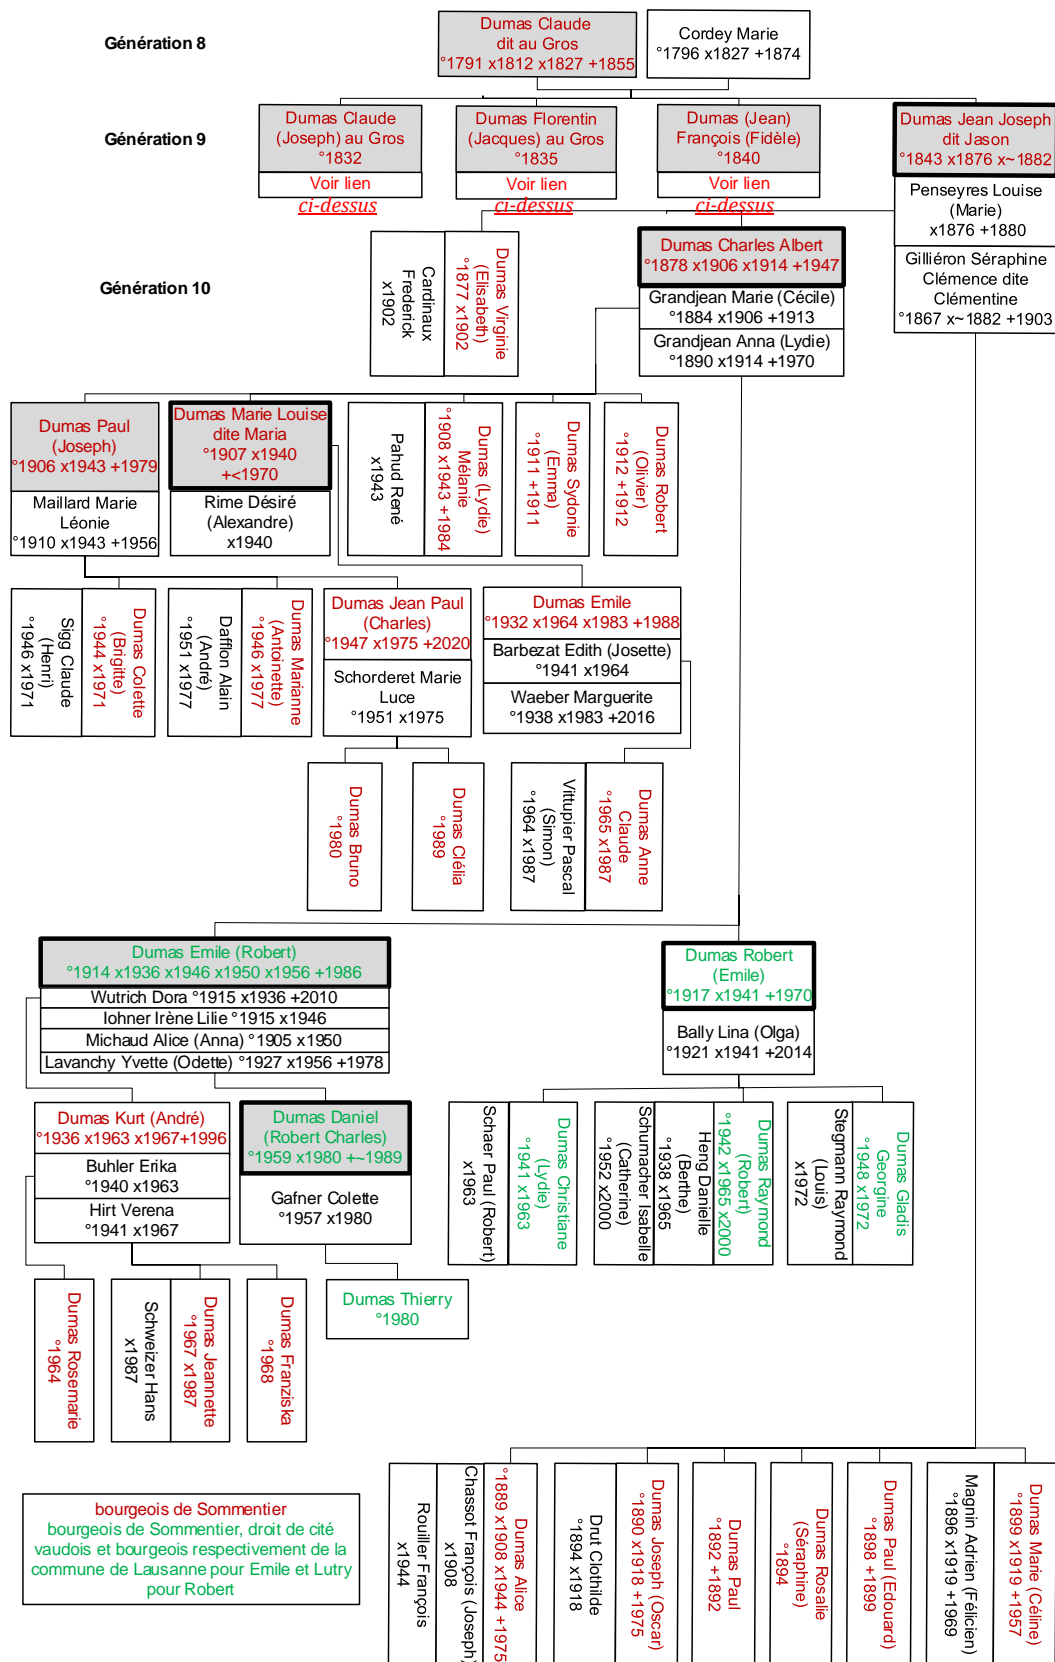 Génération 8
Dumas Claude
dit au Gros
°1791 x1812 x1827 +1855
Cordey Marie
°1796 x1827 +1874
Génération 9
Dumas Claude
(Joseph) au Gros
°1832
Voir lien
ci-dessus
Dumas Florentin
(Jacques) au Gros
°1835
Voir lien
ci-dessus
Dumas (Jean)
François (Fidèle)
°1840
Voir lien
ci-dessus
Dumas Jean Joseph
dit Jason
°1843 x1876 x~1882
Penseyres Louise
(Marie)
x1876 +1880
Gilliéron Séraphine
Clémence dite
Clémentine
°1867 x~1882 +1903
Génération 10
Cardinaux
Frederick
x1902
Dumas Virginie
(Elisabeth)
°1877 x1902
Dumas Charles Albert
°1878 x1906 x1914 +1947
Grandjean Marie (Cécile)
°1884 x1906 +1913
Grandjean Anna (Lydie)
°1890 x1914 +1970
Dumas Paul
(Joseph)
°1906 x1943 +1979
Maillard Marie
Léonie
°1910 x1943 +1956
Dumas Marie Louise
dite Maria
°1907 x1940
+<1970
Rime Désiré
(Alexandre)
x1940
Pahud René
x1943
Dumas (Lydie)
Mélanie
°1908 x1943 +1984
Dumas Sydonie
(Emma)
°1911 +1911
Dumas Robert
(Olivier)
°1912 +1912
Sigg Claude
(Henri)
°1946 x1971
Dumas Colette
(Brigitte)
°1944 x1971
Dafflon Alain
(André)
°1951 x1977
Dumas Marianne
(Antoinette)
°1946 x1977
Dumas Jean Paul
(Charles)
°1947 x1975 +2020
Schorderet Marie
Luce
°1951 x1975
Dumas Emile
°1932 x1964 x1983 +1988
Barbezat Edith (Josette)
°1941 x1964
Waeber Marguerite
°1938 x1983 +2016
Dumas Bruno
°1980
Dumas Clélia
°1989
Vittupier Pascal
(Simon)
°1964 x1987
Dumas Anne
Claude
°1965 x1987
Dumas Emile (Robert)
°1914 x1936 x1946 x1950 x1956 +1986
Wutrich Dora °1915 x1936 +2010
Iohner Irène Lilie °1915 x1946
Michaud Alice (Anna) °1905 x1950
Lavanchy Yvette (Odette) °1927 x1956 +1978
Dumas Robert
(Emile)
°1917 x1941 +1970
Bally Lina (Olga)
°1921 x1941 +2014
Dumas Kurt (André)
°1936 x1963 x1967+1996
Buhler Erika
°1940 x1963
Hirt Verena
°1941 x1967
Dumas Daniel
(Robert Charles)
°1959 x1980 +~1989
Gafner Colette
°1957 x1980
Schaer Paul (Robert)
x1963
Dumas Christiane
(Lydie)
°1941 x1963
Schumacher Isabelle
(Catherine)
°1952 x2000
Heng Danielle
(Berthe)
°1938 x1965
Dumas Raymond
(Robert)
°1942 x1965 x2000
Stegmann Raymond
(Louis)
x1972
Dumas Gladis
Georgine
°1948 x1972
Dumas Rosemarie
°1964
Schweizer Hans
x1987
Dumas Jeannette
°1967 x1987
Dumas Franziska
°1968
Dumas Thierry
°1980
bourgeois de Sommentier
bourgeois de Sommentier, droit de cité
vaudois et bourgeois respectivement de la
commune de Lausanne pour Emile et Lutry
pour Robert
Rouiller François
x1944
Chassot François (Joseph)
x1908
Dumas Alice
°1889 x1908 x1944 +1975
Drut Clothilde
°1894 x1918
Dumas Joseph (Oscar)
°1890 x1918 +1975
Dumas Paul
°1892 +1892
Dumas Rosalie
(Séraphine)
°1894
Dumas Paul (Edouard)
°1898 +1899
Magnin Adrien (Félicien)
°1896 x1919 +1969
Dumas Marie (Céline)
°1899 x1919 +1957